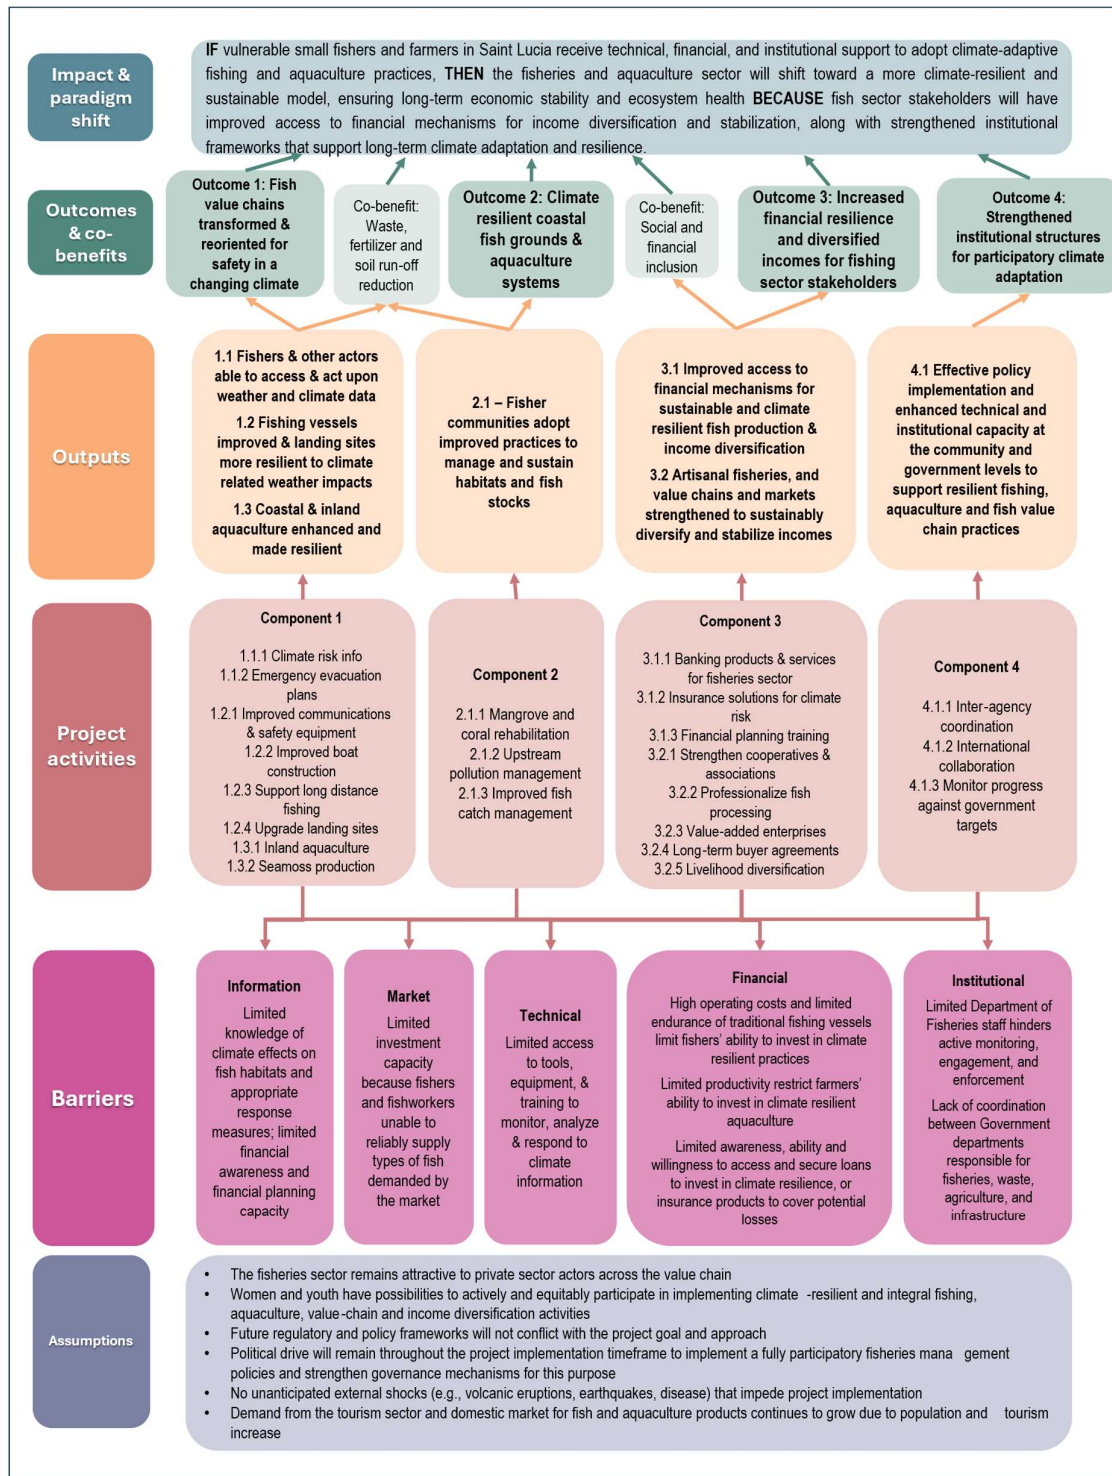 Impact &
paradigm
shift
IF vulnerable small fishers and farmers in Saint Lucia receive technical, financial, and institutional support to adopt climate-adaptive
fishing and aquaculture practices, THEN the fisheries and aquaculture sector will shift toward a more climate-resilient and
sustainable model, ensuring long-term economic stability and ecosystem health BECAUSE fish sector stakeholders will have
improved access to financial mechanisms for income diversification and stabilization, along with strengthened institutional
frameworks that support long-term climate adaptation and resilience.
Outcomes
& co-
benefits
Outcome 1: Fish
value chains
transformed &
reoriented for
safety in a
changing climate
Co-benefit:
Waste,
fertilizer and
soil run-off
reduction
Outcome 2: Climate
resilient coastal
fish grounds &
aquaculture
systems
Co-benefit:
Social and
financial
inclusion
Outcome 3: Increased
financial resilience
and diversified
incomes for fishing
sector stakeholders
Outcome 4:
Strengthened
institutional structures
for participatory climate
adaptation
Outputs
1.1 Fishers & other actors
able to access & act upon
weather and climate data
1.2 Fishing vessels
improved & landing sites
more resilient to climate
related weather impacts
1.3 Coastal & inland
aquaculture enhanced and
made resilient
2.1 – Fisher
communities adopt
improved practices to
manage and sustain
habitats and fish
stocks
3.1 Improved access to
financial mechanisms for
sustainable and climate
resilient fish production &
income diversification
3.2 Artisanal fisheries, and
value chains and markets
strengthened to sustainably
diversify and stabilize incomes
4.1 Effective policy
implementation and
enhanced technical and
institutional capacity at
the community and
government levels to
support resilient fishing,
aquaculture and fish value
chain practices
Project
activities
Component 1
1.1.1 Climate risk info
1.1.2 Emergency evacuation
plans
1.2.1 Improved communications
& safety equipment
1.2.2 Improved boat
construction
1.2.3 Support long distance
fishing
1.2.4 Upgrade landing sites
1.3.1 Inland aquaculture
1.3.2 Seamoss production
Component 2
2.1.1 Mangrove and
coral rehabilitation
2.1.2 Upstream
pollution management
2.1.3 Improved fish
catch management
Component 3
3.1.1 Banking products & services
for fisheries sector
3.1.2 Insurance solutions for climate
risk
3.1.3 Financial planning training
3.2.1 Strengthen cooperatives &
associations
3.2.2 Professionalize fish
processing
3.2.3 Value-added enterprises
3.2.4 Long-term buyer agreements
3.2.5 Livelihood diversification
Component 4
4.1.1 Inter-agency
coordination
4.1.2 International
collaboration
4.1.3 Monitor progress
against government
targets
Barriers
Information
Limited
knowledge of
climate effects on
fish habitats and
appropriate
response
measures; limited
financial
awareness and
financial planning
capacity
Market
Limited
investment
capacity
because fishers
and fishworkers
unable to
reliably supply
types of fish
demanded by
the market
Technical
Limited access
to tools,
equipment, &
training to
monitor, analyze
& respond to
climate
information
Financial
High operating costs and limited
endurance of traditional fishing vessels
limit fishers' ability to invest in climate
resilient practices
Limited productivity restrict farmers'
ability to invest in climate resilient
aquaculture
Limited awareness, ability and
willingness to access and secure loans
to invest in climate resilience, or
insurance products to cover potential
losses
Institutional
Limited Department of
Fisheries staff hinders
active monitoring,
engagement, and
enforcement
Lack of coordination
between Government
departments
responsible for
fisheries, waste,
agriculture, and
infrastructure
Assumptions
• The fisheries sector remains attractive to private sector actors across the value chain
• Women and youth have possibilities to actively and equitably participate in implementing climate -resilient and integral fishing,
aquaculture, value-chain and income diversification activities
• Future regulatory and policy frameworks will not conflict with the project goal and approach
• Political drive will remain throughout the project implementation timeframe to implement a fully participatory fisheries mana gement
policies and strengthen governance mechanisms for this purpose
• No unanticipated external shocks (e.g., volcanic eruptions, earthquakes, disease) that impede project implementation
• Demand from the tourism sector and domestic market for fish and aquaculture products continues to grow due to population and tourism
increase